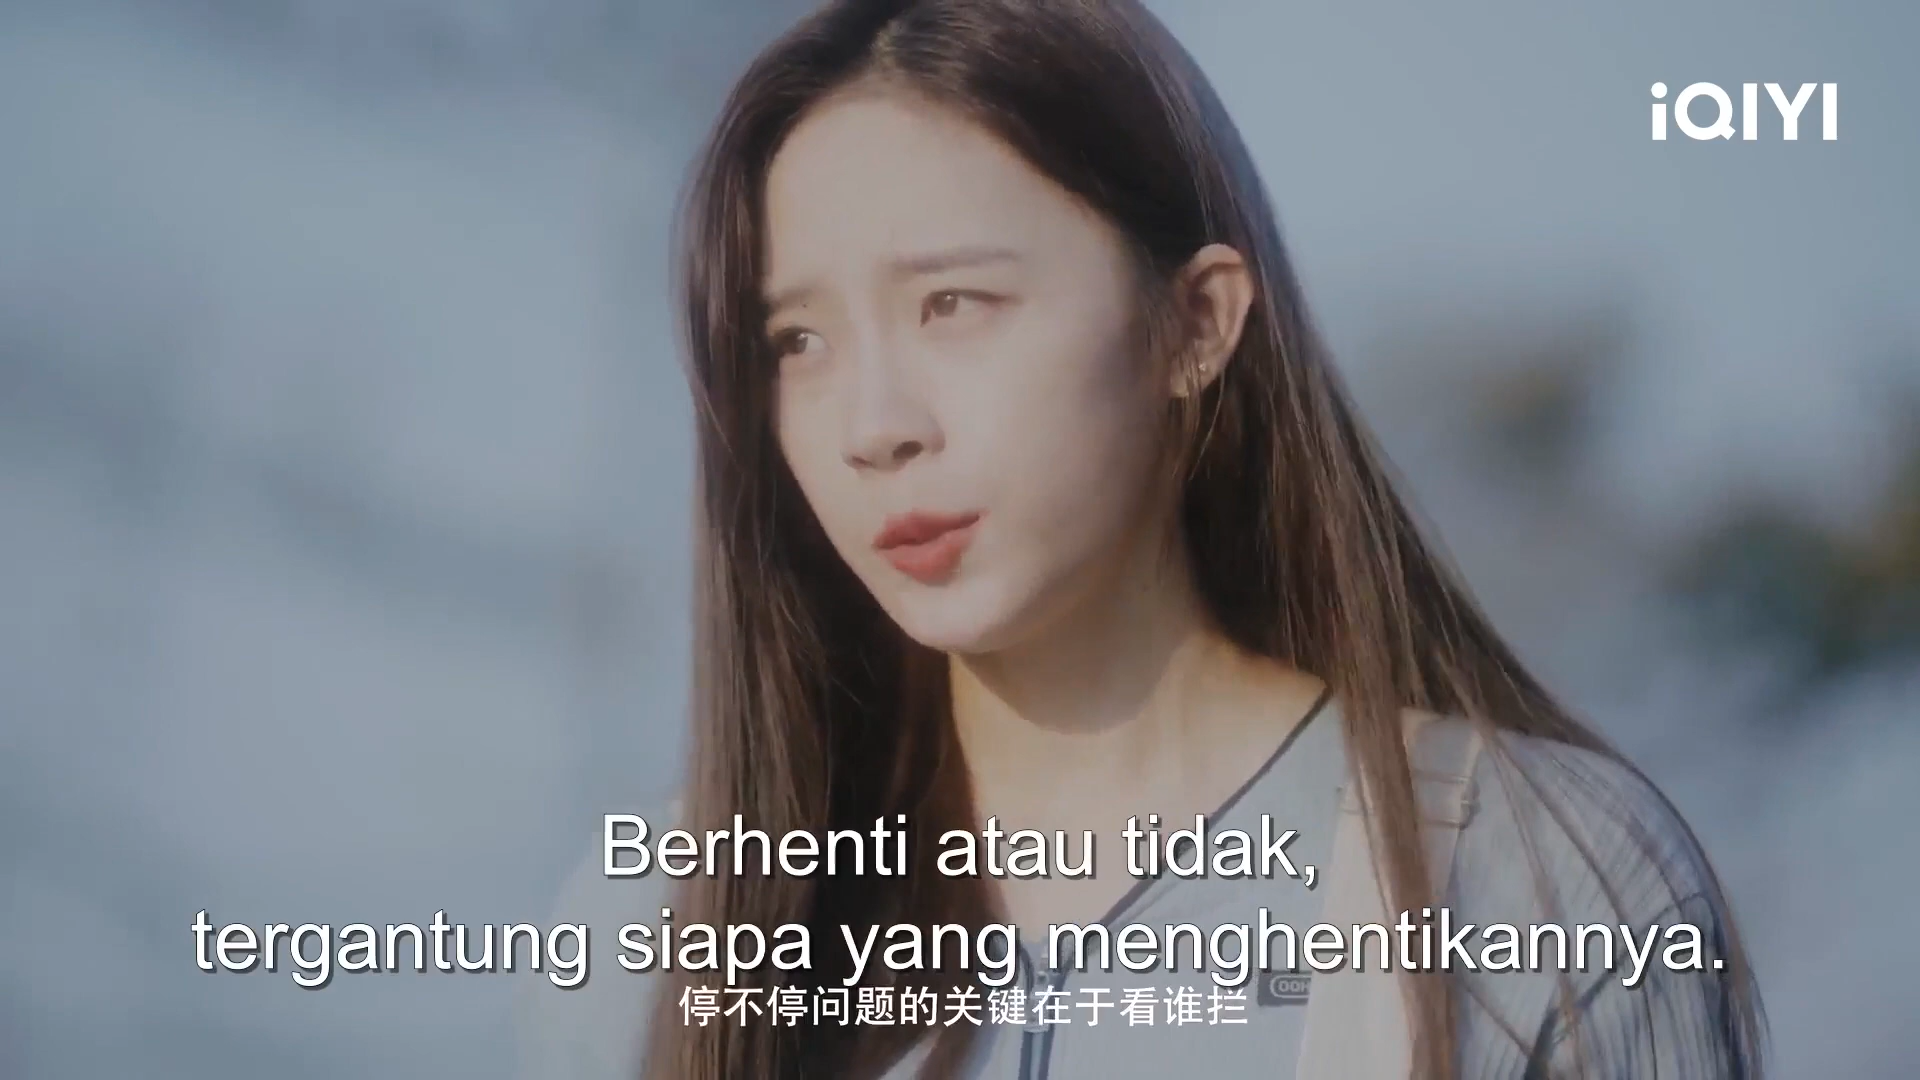 iQIYI
Berhenti atau tidak,
tergantung siapa yang menghentikannya.
停不停问题的关键在于看谁拦